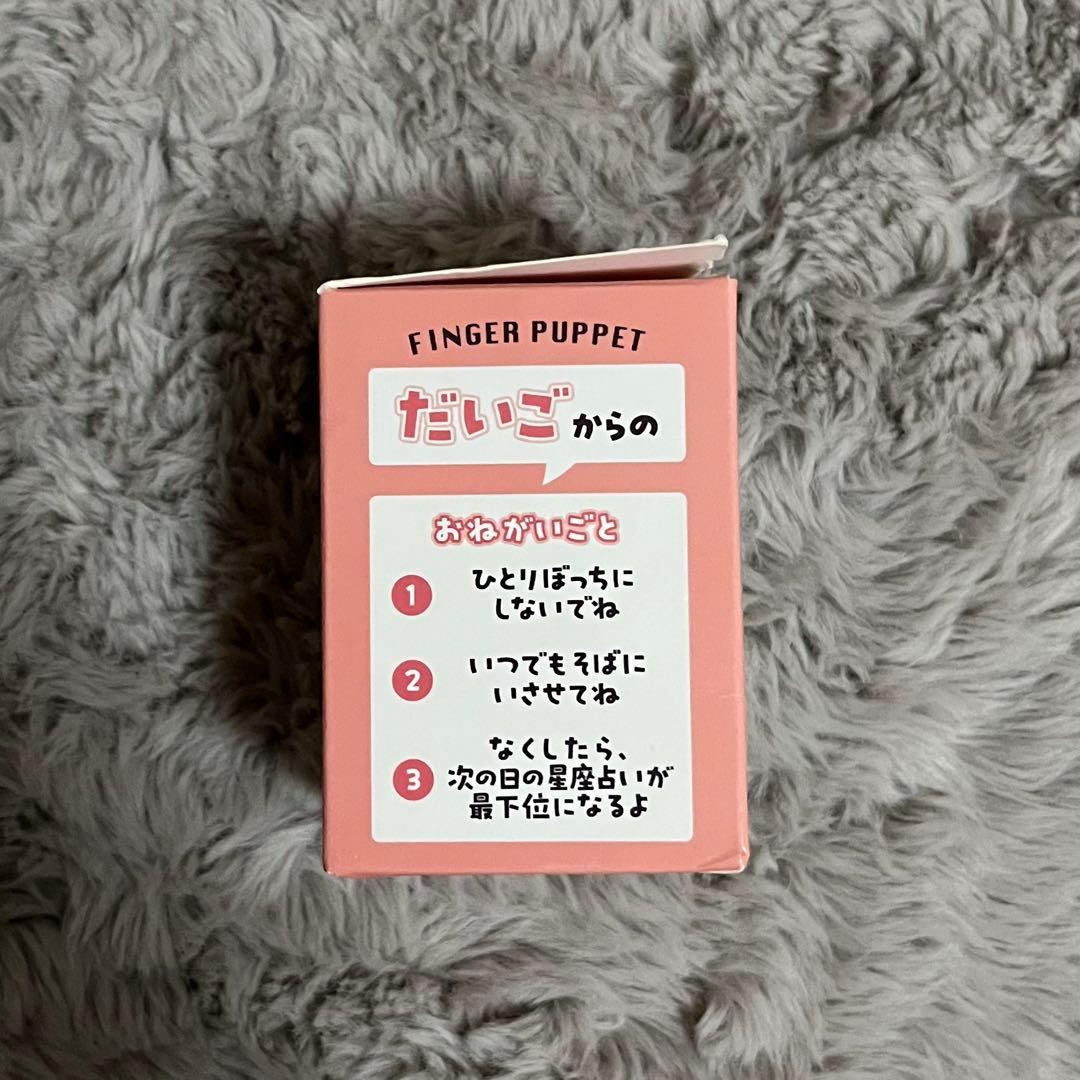 FINGER PUPPET
だいごからの
おねがいごと
1 ひとりぼっちに
しないでね
2 いつでもそばに
いさせてね
3 なくしたら、
次の日の星座占いが
最下位になるよ